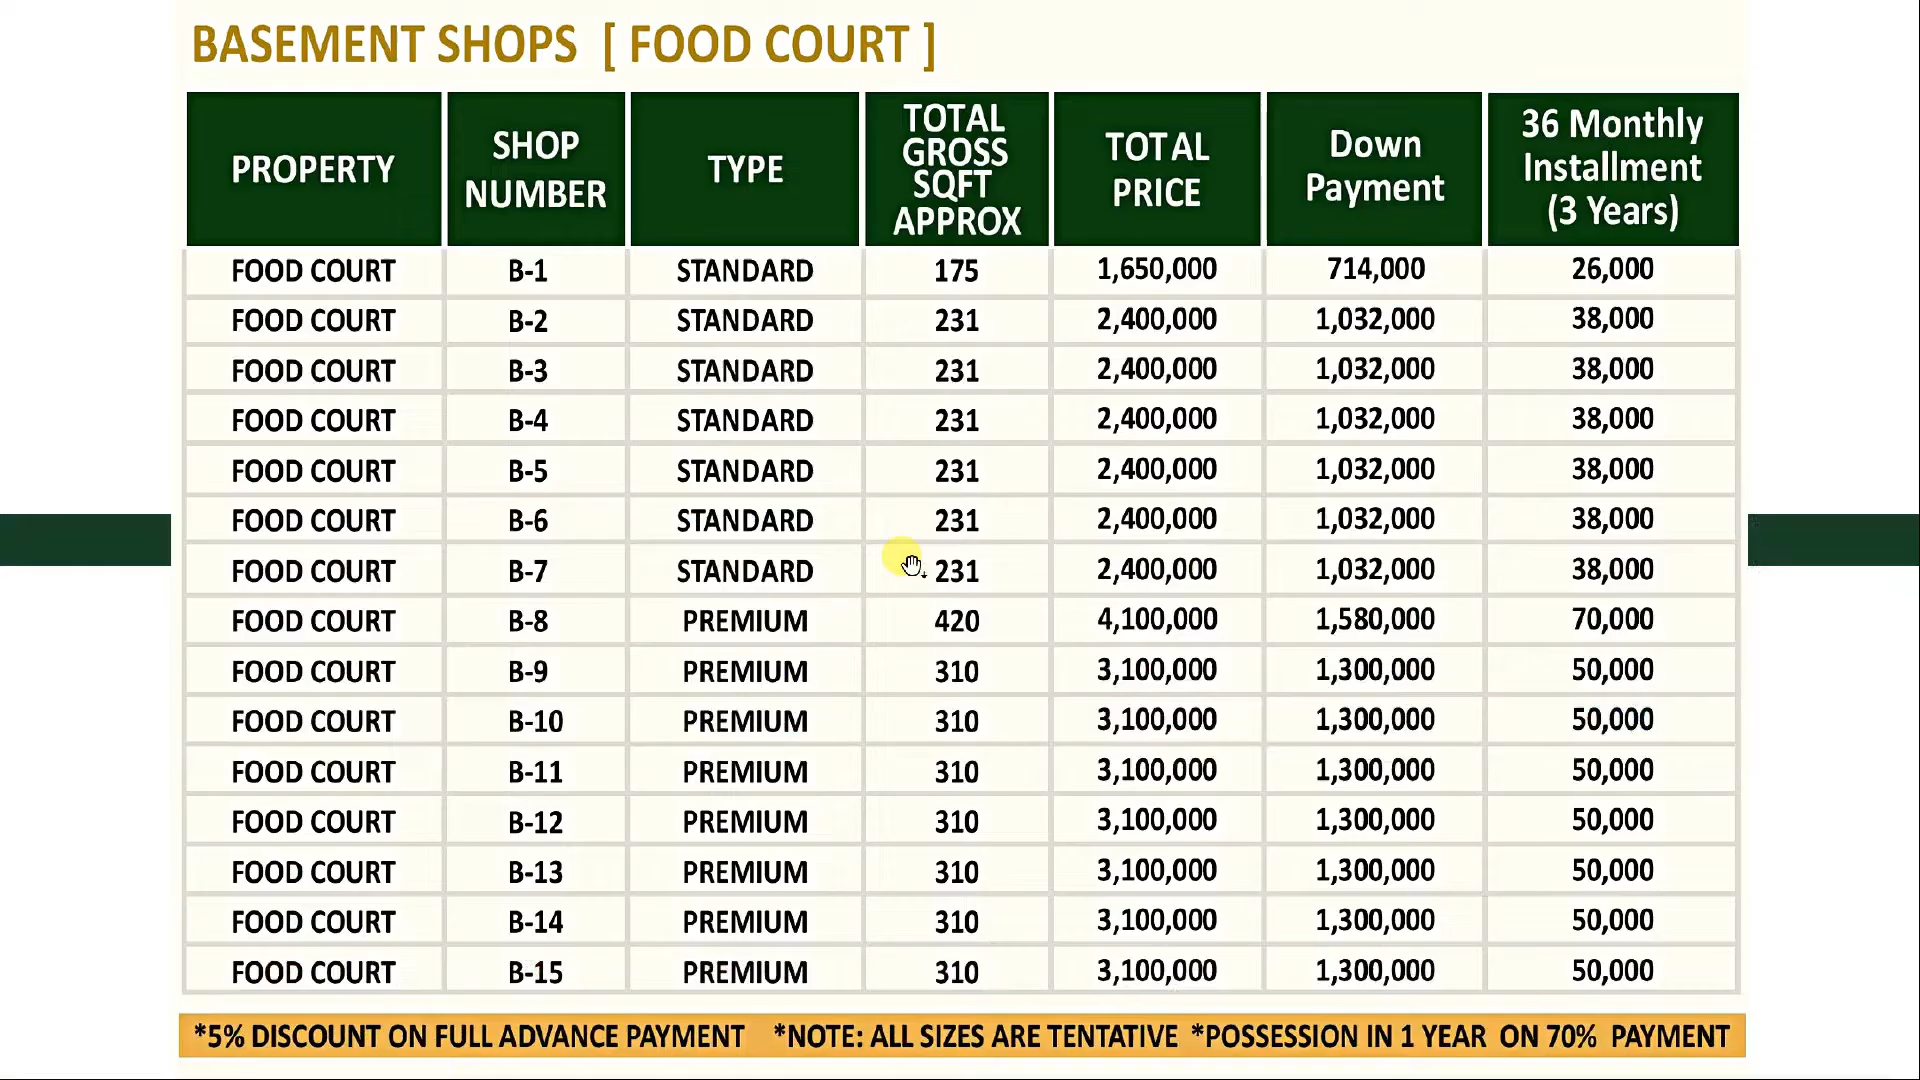 BASEMENT SHOPS [ FOOD COURT ]
PROPERTY SHOP NUMBER TYPE TOTAL GROSS SQFT APPROX TOTAL PRICE Down Payment 36 Monthly Installment (3 Years)
FOOD COURT B-1 STANDARD 175 1,650,000 714,000 26,000
FOOD COURT B-2 STANDARD 231 2,400,000 1,032,000 38,000
FOOD COURT B-3 STANDARD 231 2,400,000 1,032,000 38,000
FOOD COURT B-4 STANDARD 231 2,400,000 1,032,000 38,000
FOOD COURT B-5 STANDARD 231 2,400,000 1,032,000 38,000
FOOD COURT B-6 STANDARD 231 2,400,000 1,032,000 38,000
FOOD COURT B-7 STANDARD 231 2,400,000 1,032,000 38,000
FOOD COURT B-8 PREMIUM 420 4,100,000 1,580,000 70,000
FOOD COURT B-9 PREMIUM 310 3,100,000 1,300,000 50,000
FOOD COURT B-10 PREMIUM 310 3,100,000 1,300,000 50,000
FOOD COURT B-11 PREMIUM 310 3,100,000 1,300,000 50,000
FOOD COURT B-12 PREMIUM 310 3,100,000 1,300,000 50,000
FOOD COURT B-13 PREMIUM 310 3,100,000 1,300,000 50,000
FOOD COURT B-14 PREMIUM 310 3,100,000 1,300,000 50,000
FOOD COURT B-15 PREMIUM 310 3,100,000 1,300,000 50,000
*5% DISCOUNT ON FULL ADVANCE PAYMENT *NOTE: ALL SIZES ARE TENTATIVE *POSSESSION IN 1 YEAR ON 70% PAYMENT